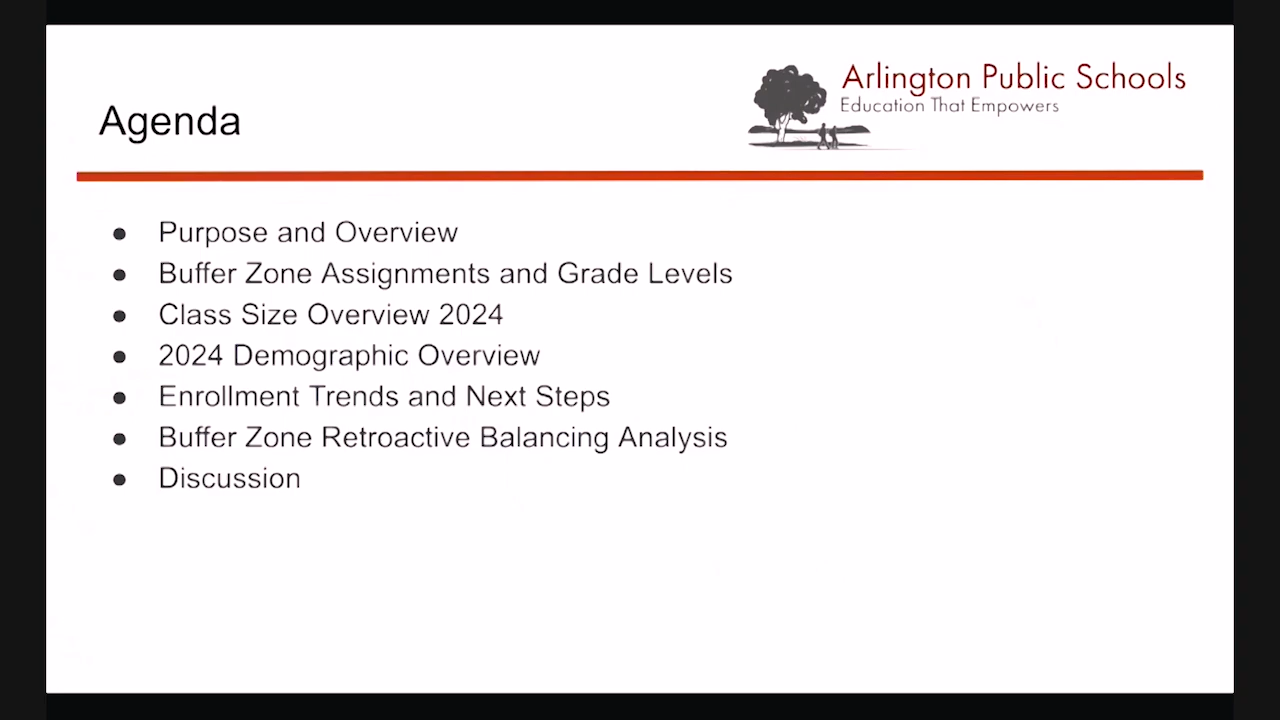 Arlington Public Schools
Education That Empowers
Agenda
● Purpose and Overview
● Buffer Zone Assignments and Grade Levels
● Class Size Overview 2024
● 2024 Demographic Overview
● Enrollment Trends and Next Steps
● Buffer Zone Retroactive Balancing Analysis
● Discussion